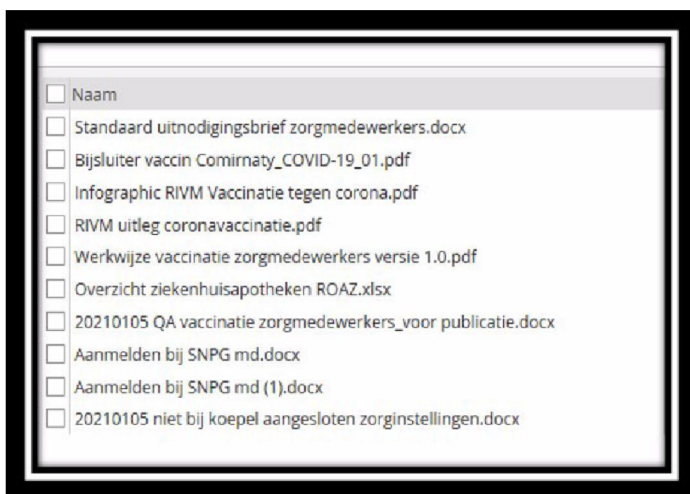 Naam
Standaard uitnodigingsbrief zorgmedewerkers.docx
Bijsluiter vaccin Comirnaty_COVID-19_01.pdf
Infographic RIVM Vaccinatie tegen corona.pdf
RIVM uitleg coronavaccinatie.pdf
Werkwijze vaccinatie zorgmedewerkers versie 1.0.pdf
Overzicht ziekenhuisapotheken ROAZ.xlsx
20210105 QA vaccinatie zorgmedewerkers_voor publicatie.docx
Aanmelden bij SNPG md.docx
Aanmelden bij SNPG md (1).docx
20210105 niet bij koepel aangesloten zorginstellingen.docx